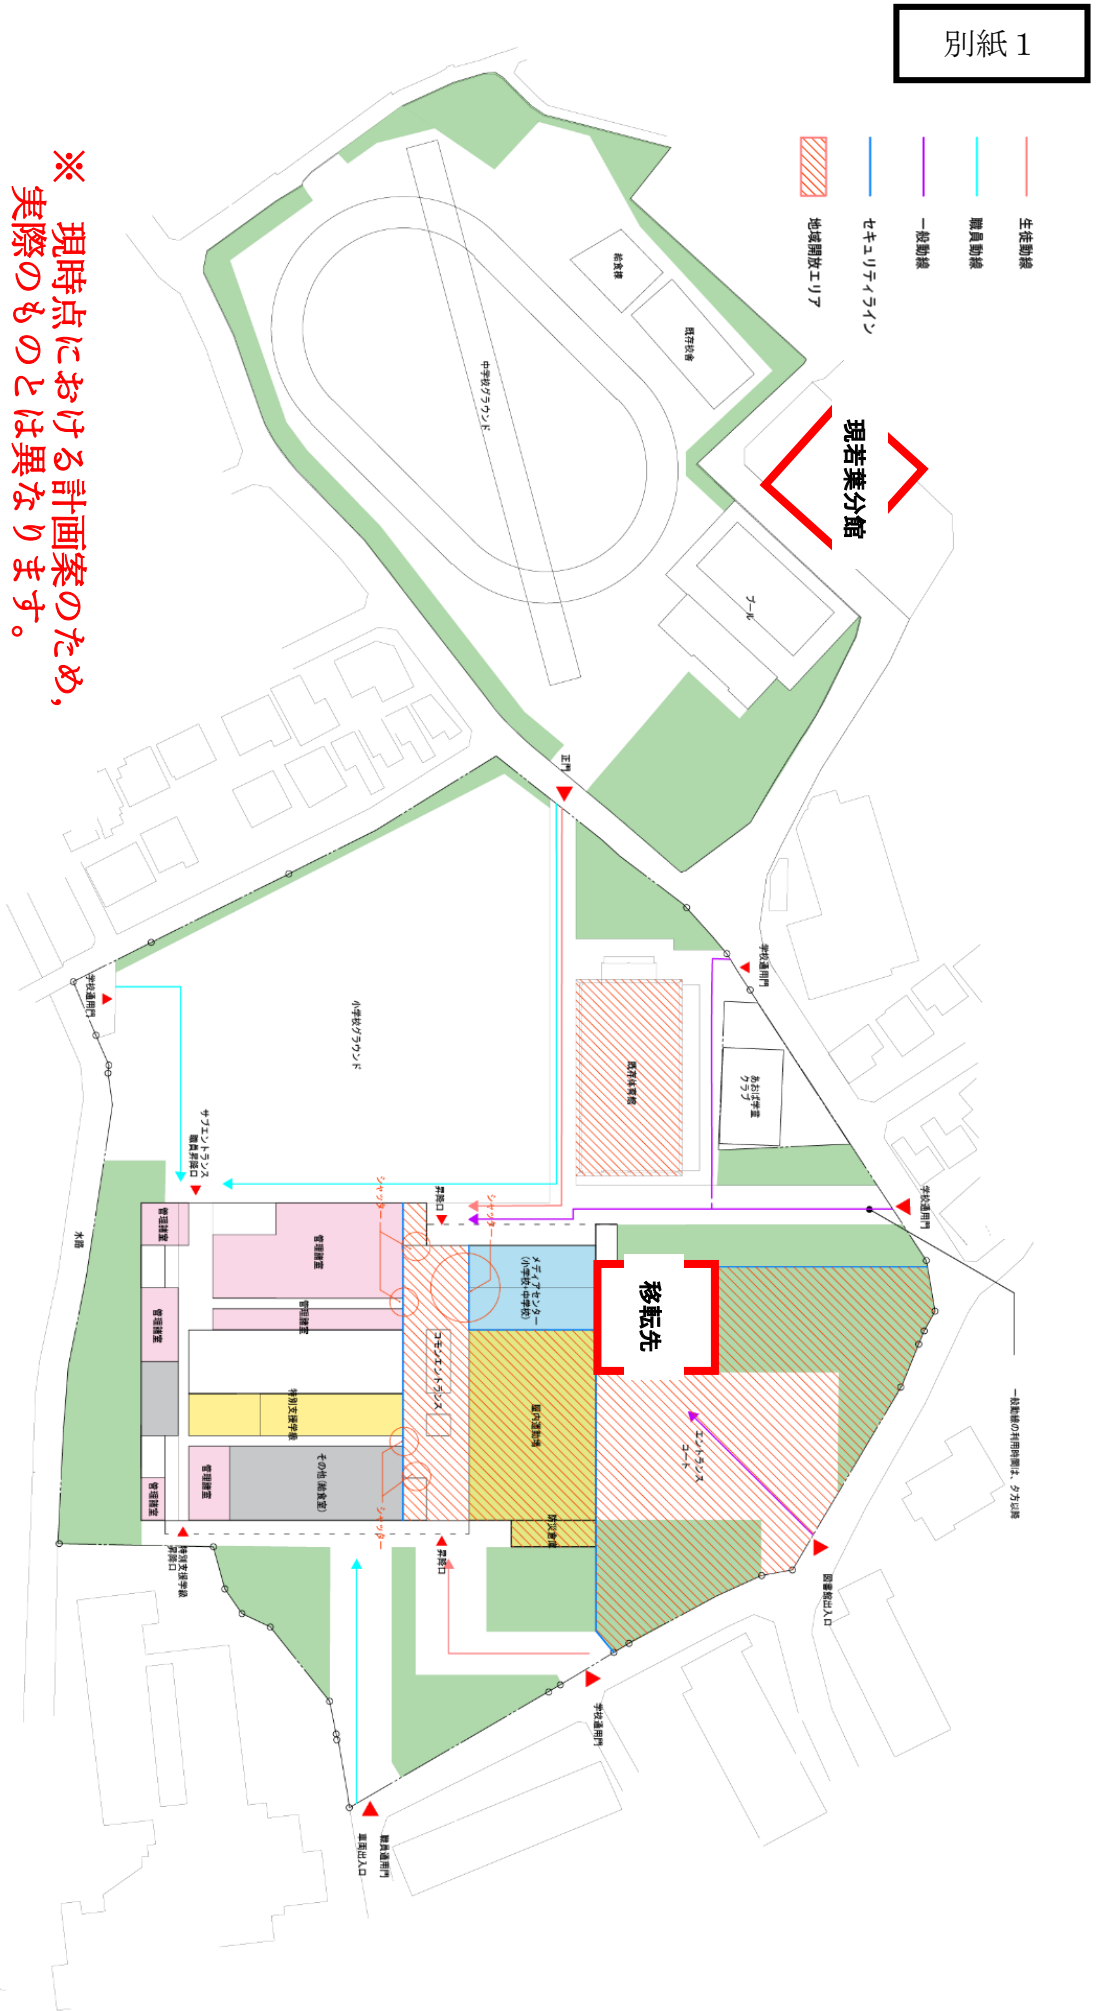 別紙１
生徒動線
職員動線
一般動線
セキュリティライン
地域開放エリア
※　現時点における計画案のため、
実際のものとは異なります。
給食棟
既存校舎
中学校グラウンド
現若葉分館
プール
正門
学校通用門
学校通用門
小学校グラウンド
既存体育館
あおば学童
クラブ
学校通用門
サブエントランス
職員昇降口
シャッター
昇降口
シャッター
水路
管理諸室
管理諸室
管理諸室
管理諸室
メディアセンター
（小学校+中学校）
移転先
コモンエントランス
屋内運動場
特別支援学級
その他（給食室）
管理諸室
管理諸室
エントランス
コート
一般動線の利用時間は、夕方以降
防災倉庫
シャッター
昇降口
特別支援学級
昇降口
図書館出入口
学校通用門
職員通用門
車両出入口